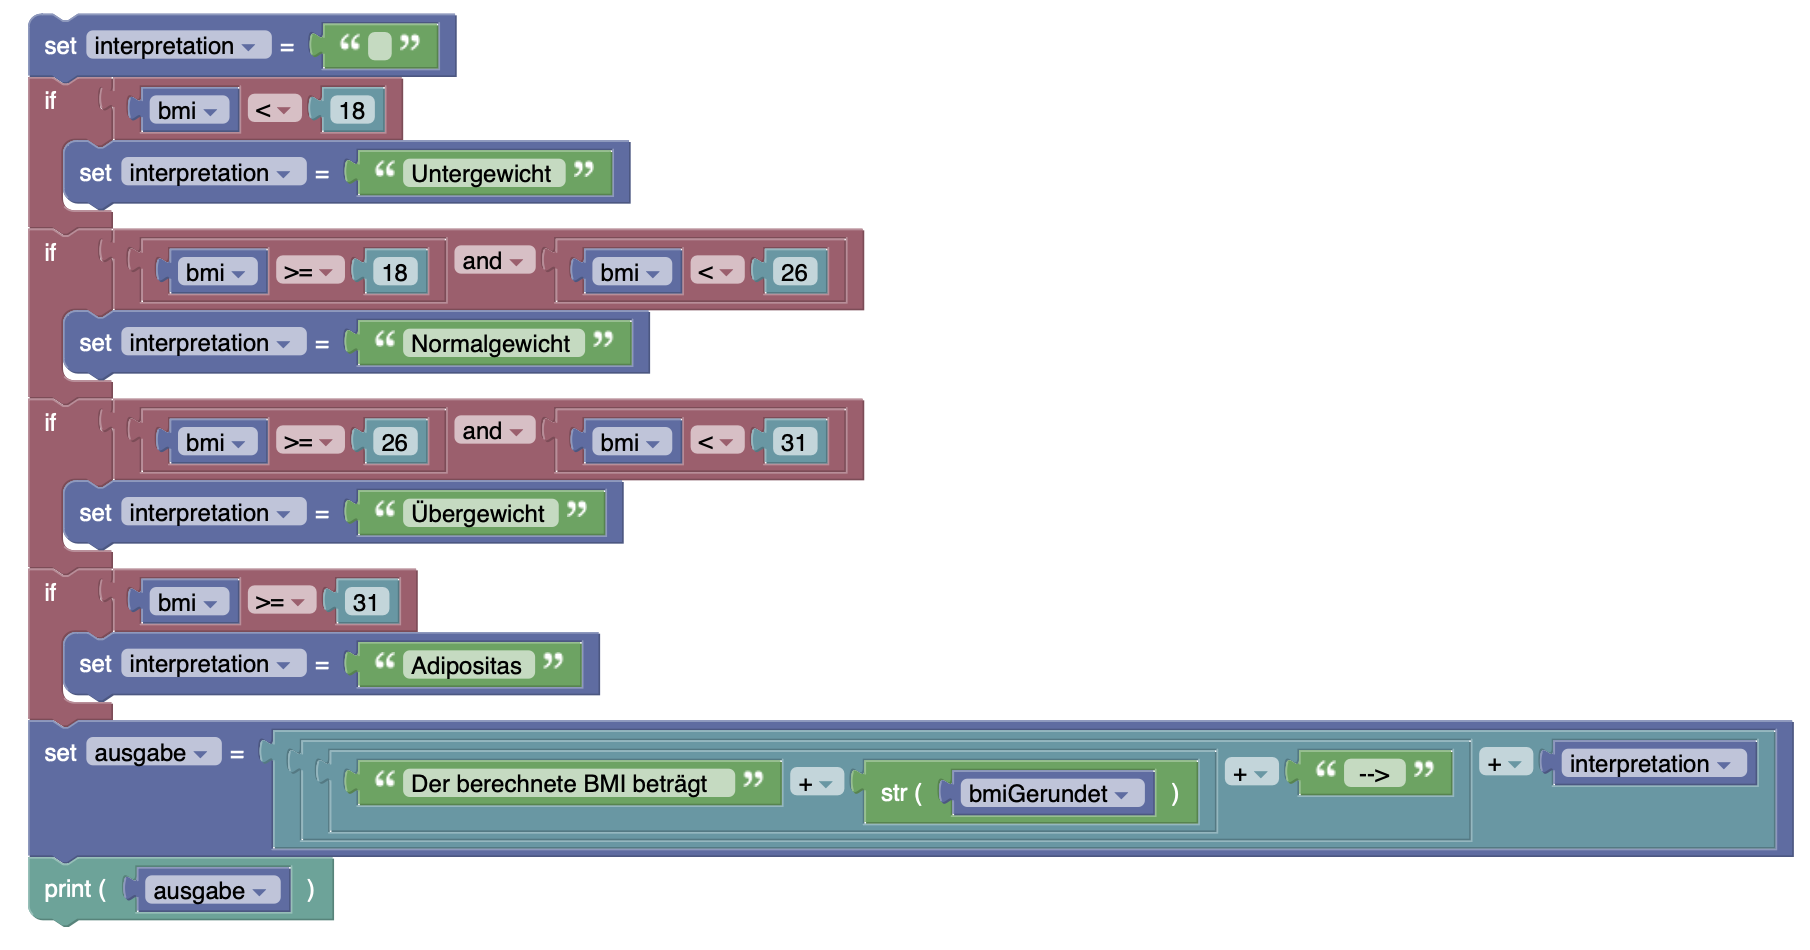 set interpretation = “ ”
if bmi < 18
set interpretation = “ Untergewicht ”
if bmi >= 18 and bmi < 26
set interpretation = “ Normalgewicht ”
if bmi >= 26 and bmi < 31
set interpretation = “ Übergewicht ”
if bmi >= 31
set interpretation = “ Adipositas ”
set ausgabe = “ Der berechnete BMI beträgt ” + str ( bmiGerundet ) + “ --> ” + interpretation
print ( ausgabe )